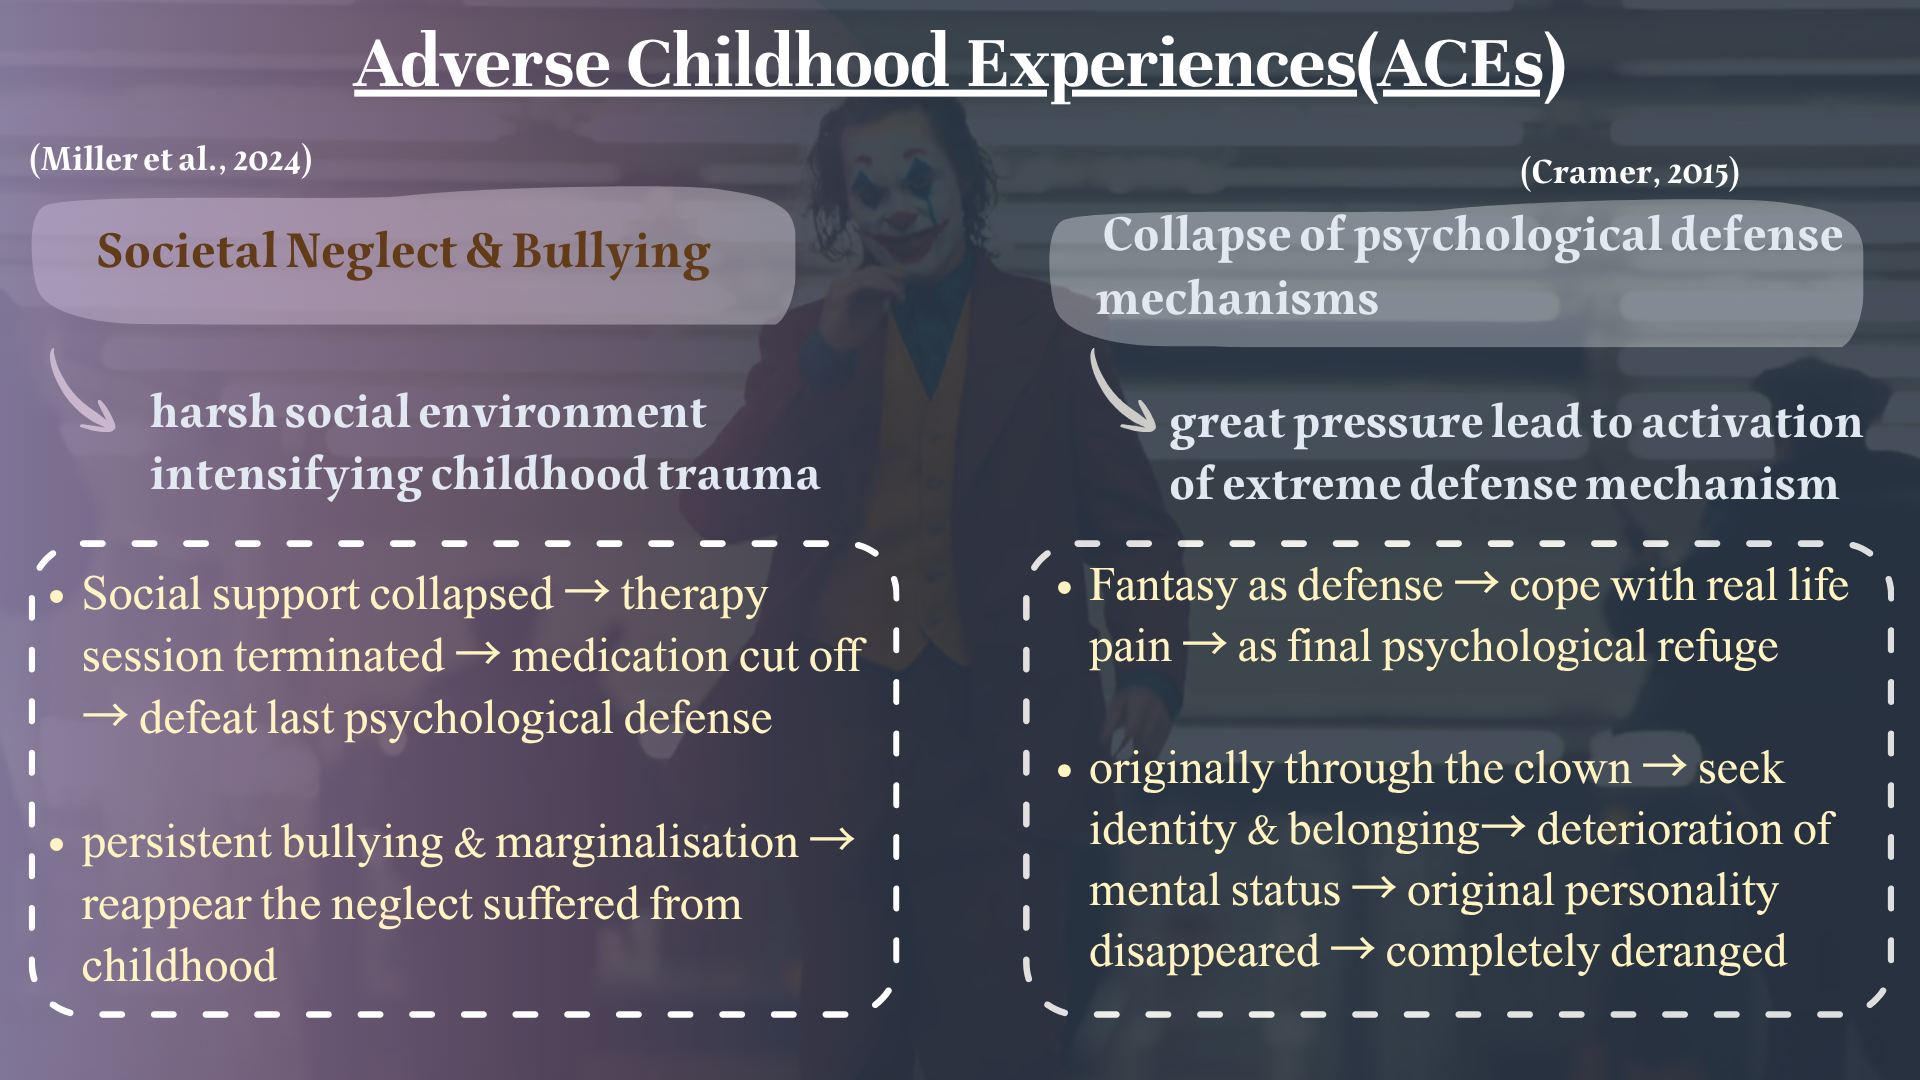 Adverse Childhood Experiences(ACEs)
(Miller et al., 2024)
Societal Neglect & Bullying
harsh social environment
intensifying childhood trauma
• Social support collapsed → therapy
session terminated → medication cut off
→ defeat last psychological defense
• persistent bullying & marginalisation →
reappear the neglect suffered from
childhood
(Cramer, 2015)
Collapse of psychological defense
mechanisms
great pressure lead to activation
of extreme defense mechanism
• Fantasy as defense → cope with real life
pain → as final psychological refuge
• originally through the clown → seek
identity & belonging→ deterioration of
mental status → original personality
disappeared → completely deranged